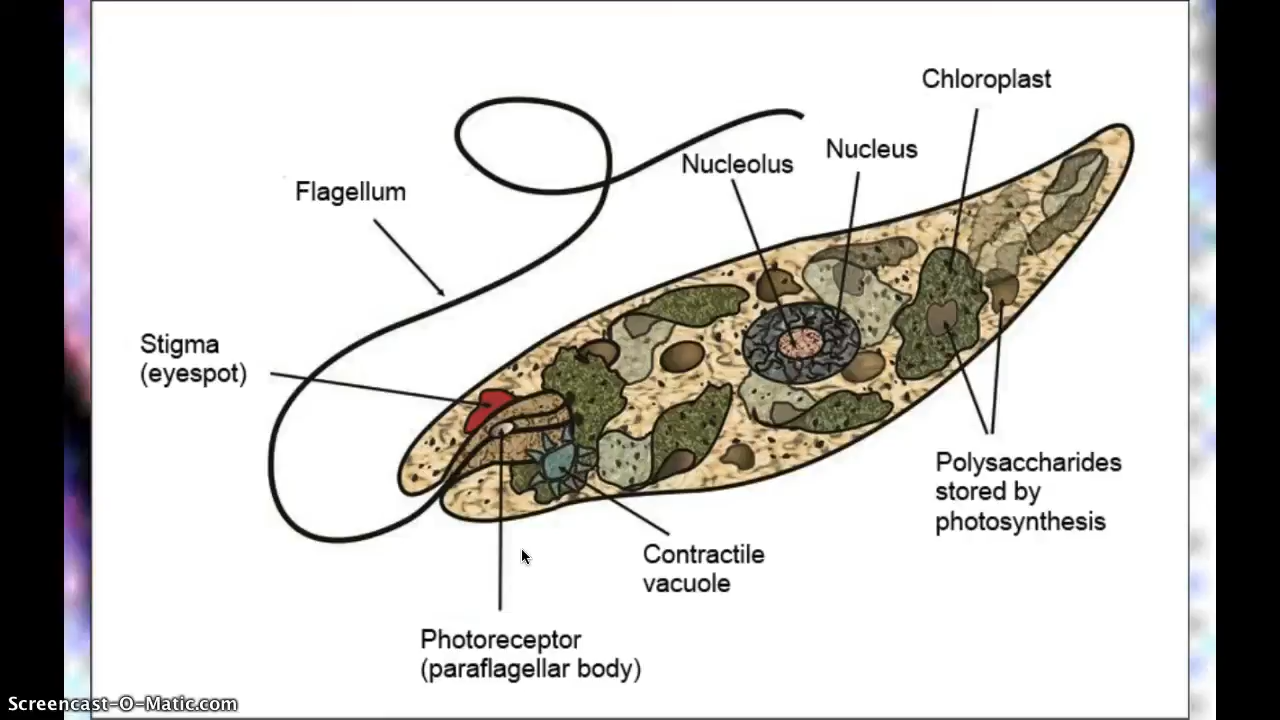 Chloroplast
Nucleolus
Nucleus
Flagellum
Stigma
(eyespot)
Polysaccharides
stored by
photosynthesis
Contractile
vacuole
Photoreceptor
(paraflagellar body)
Screencast-O-Matic.com